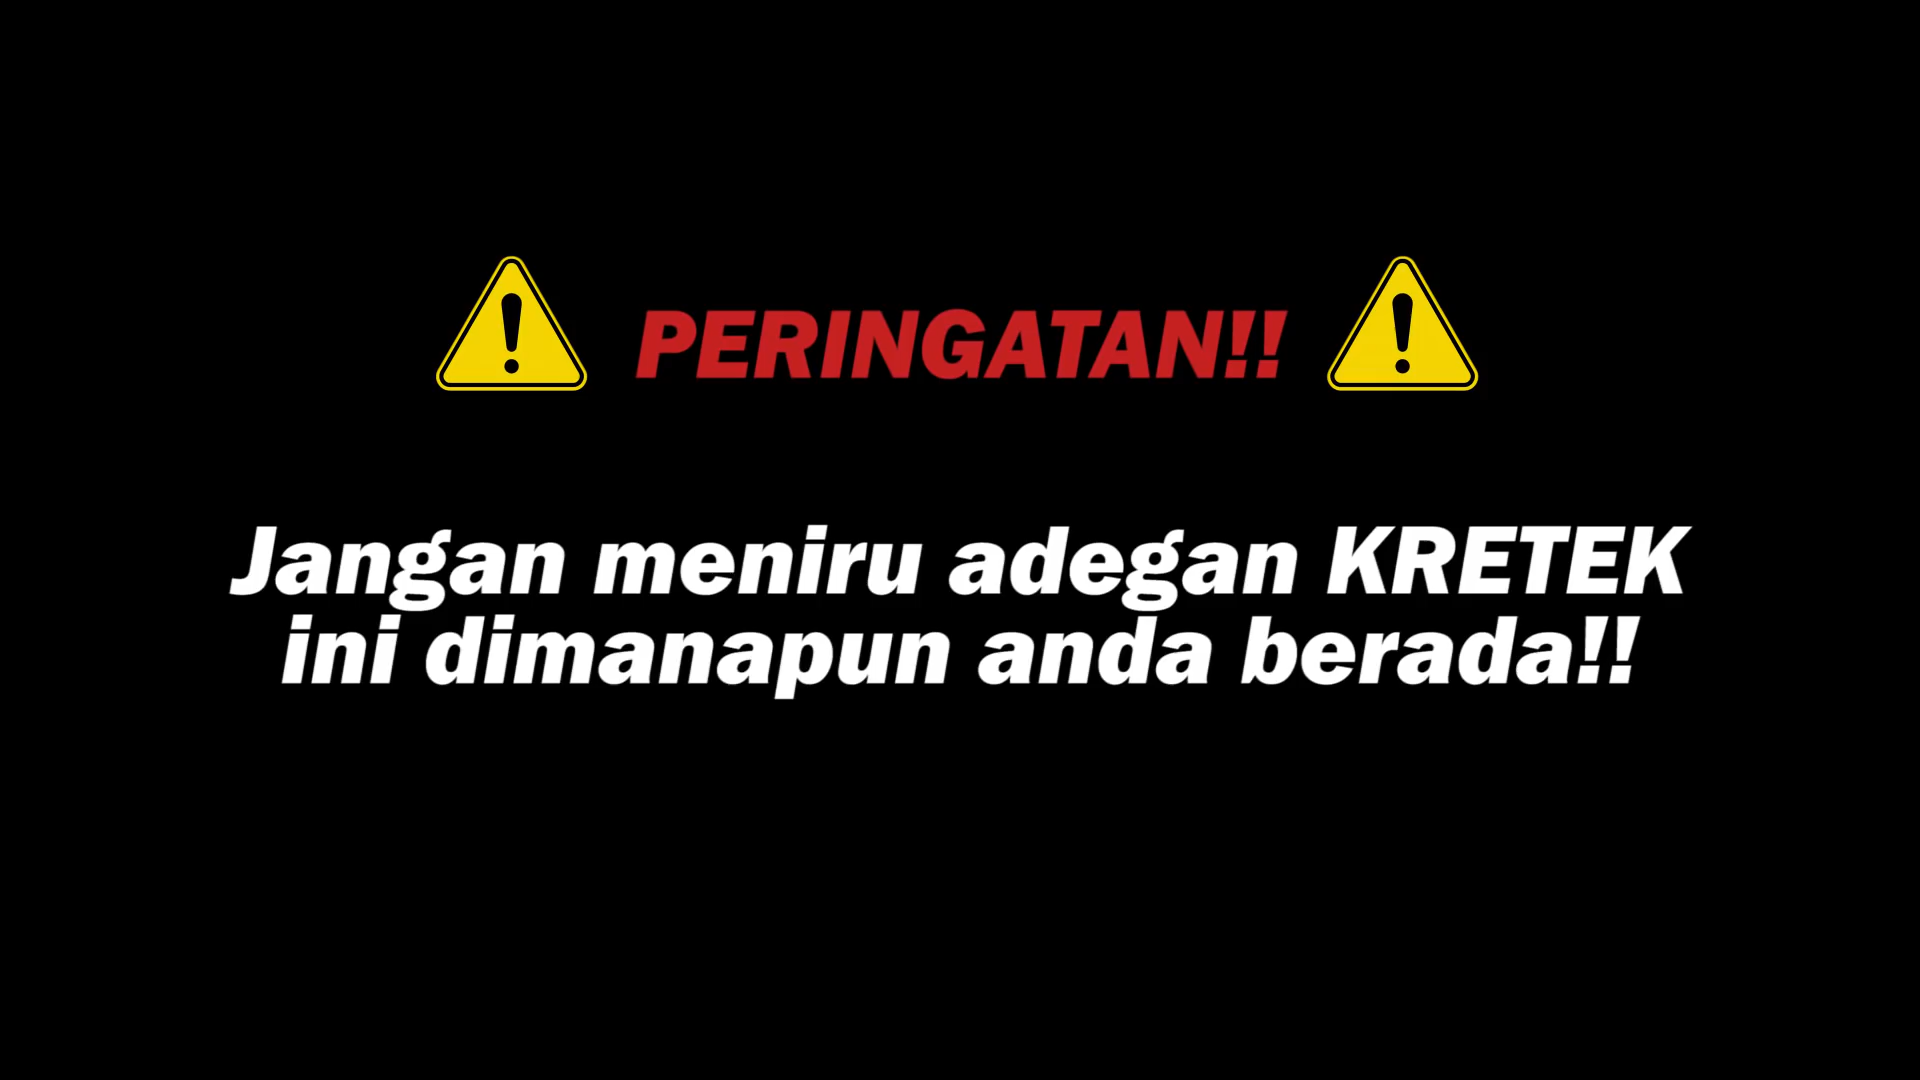 PERINGATAN!!
Jangan meniru adegan KRETEK
ini dimanapun anda berada!!